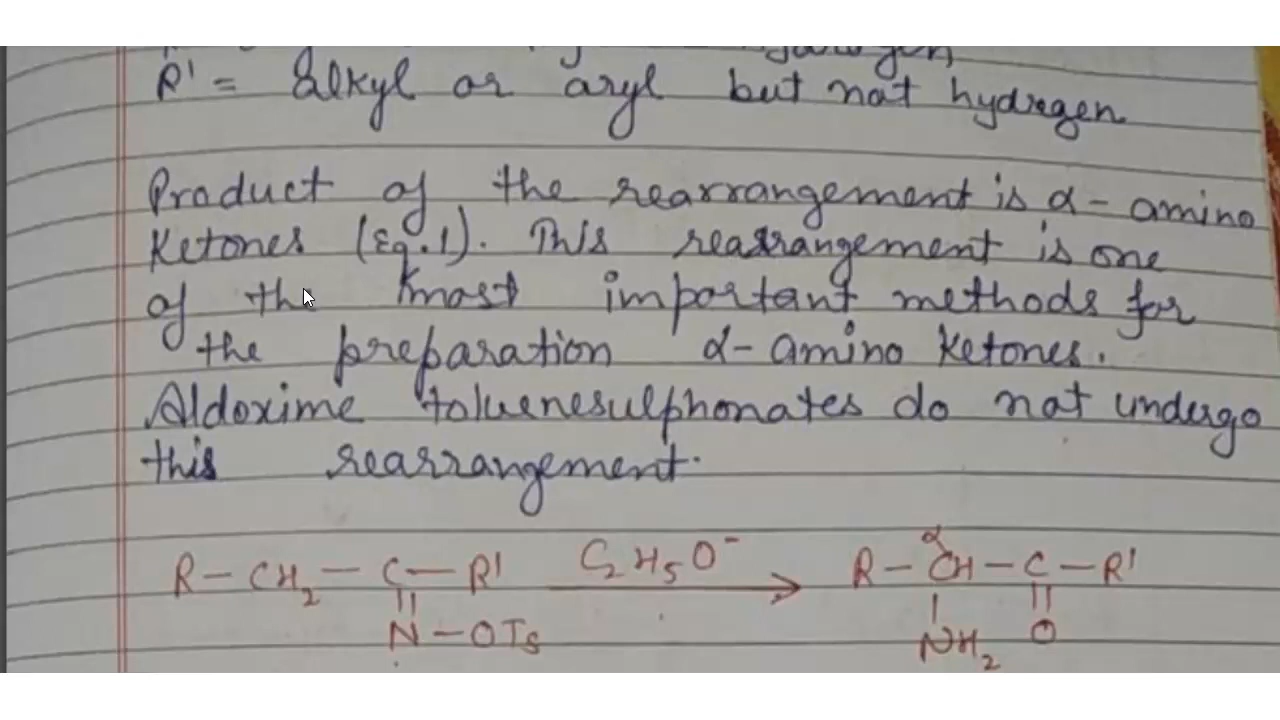 R' = alkyl or aryl but not hydrogen
Product of the rearrangement is α- amino
Ketones (Eq.1). This rearrangement is one
of the most important methods for
the preparation α-amino Ketones.
Aldoxime toluenesulphonates do not undergo
this rearrangement.
R - CH2 - C - R' C2H5O- → R - CH - C - R'
α
|| | ||
N - OTs NH2 O